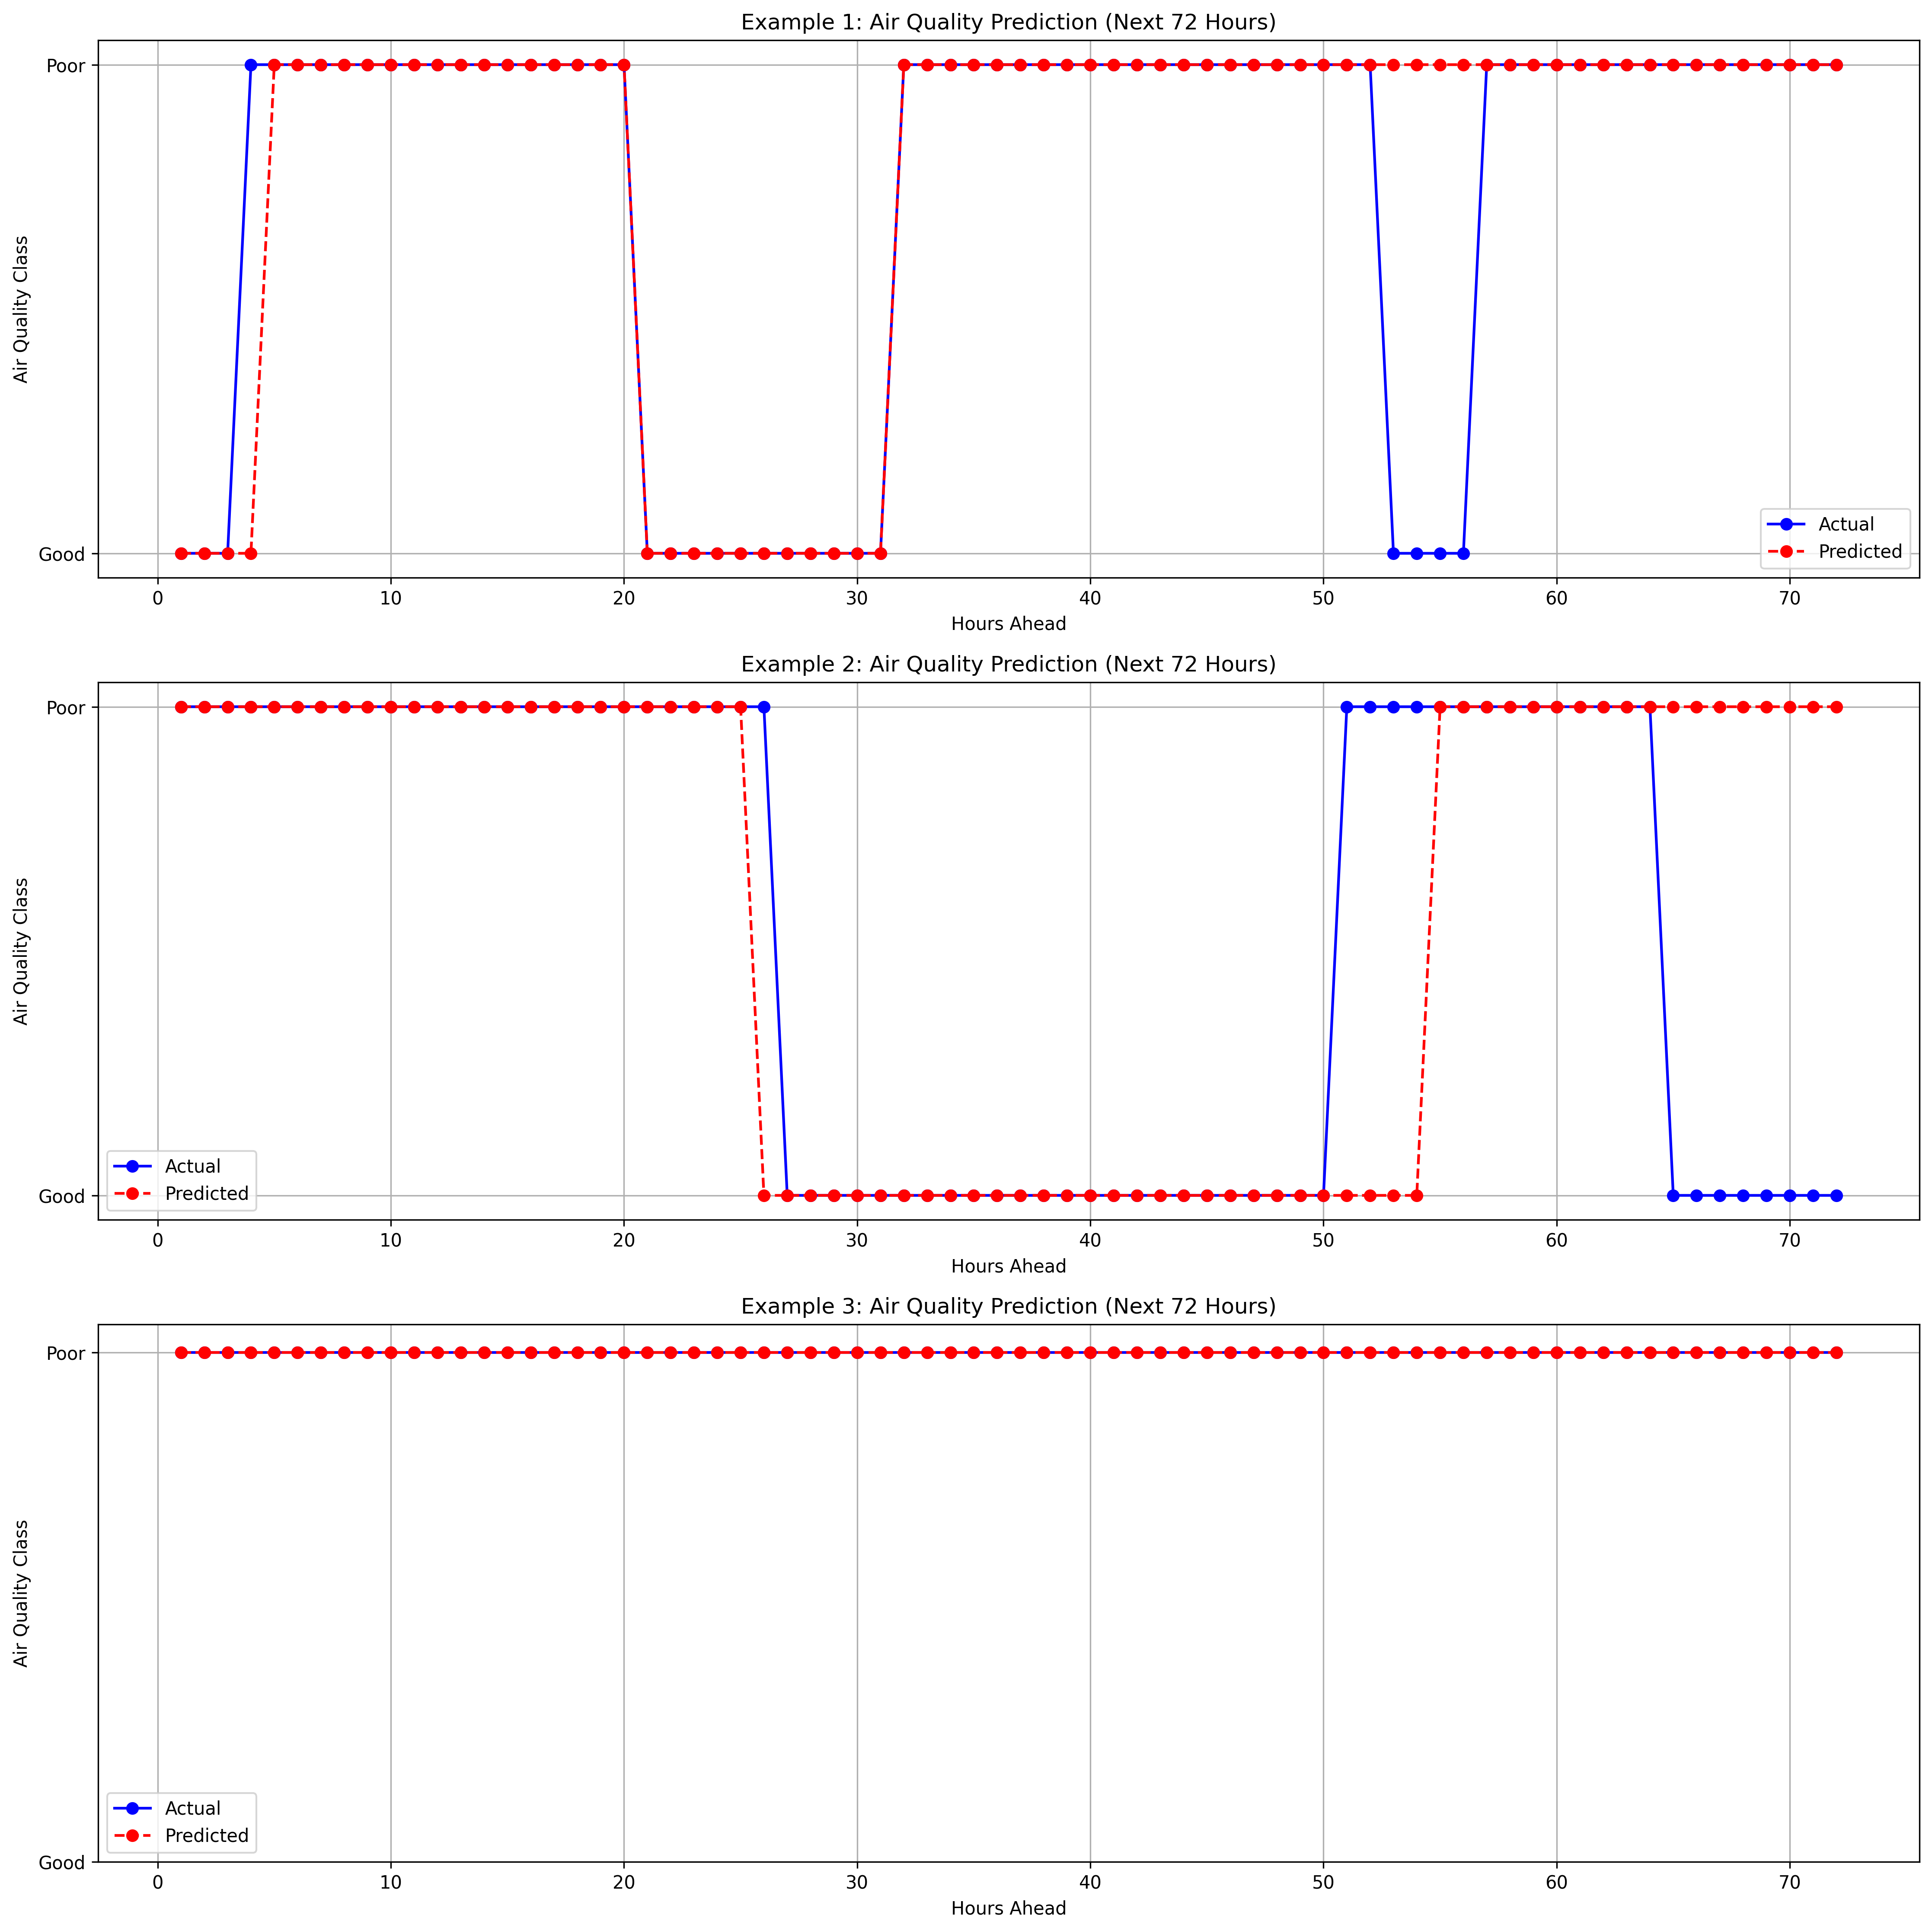 Example 1: Air Quality Prediction (Next 72 Hours)
Poor
Air Quality Class
Good
Actual
Predicted
0 10 20 30 40 50 60 70
Hours Ahead
Example 2: Air Quality Prediction (Next 72 Hours)
Poor
Air Quality Class
Actual
Predicted
Good
0 10 20 30 40 50 60 70
Hours Ahead
Example 3: Air Quality Prediction (Next 72 Hours)
Poor
Air Quality Class
Actual
Predicted
Good
0 10 20 30 40 50 60 70
Hours Ahead